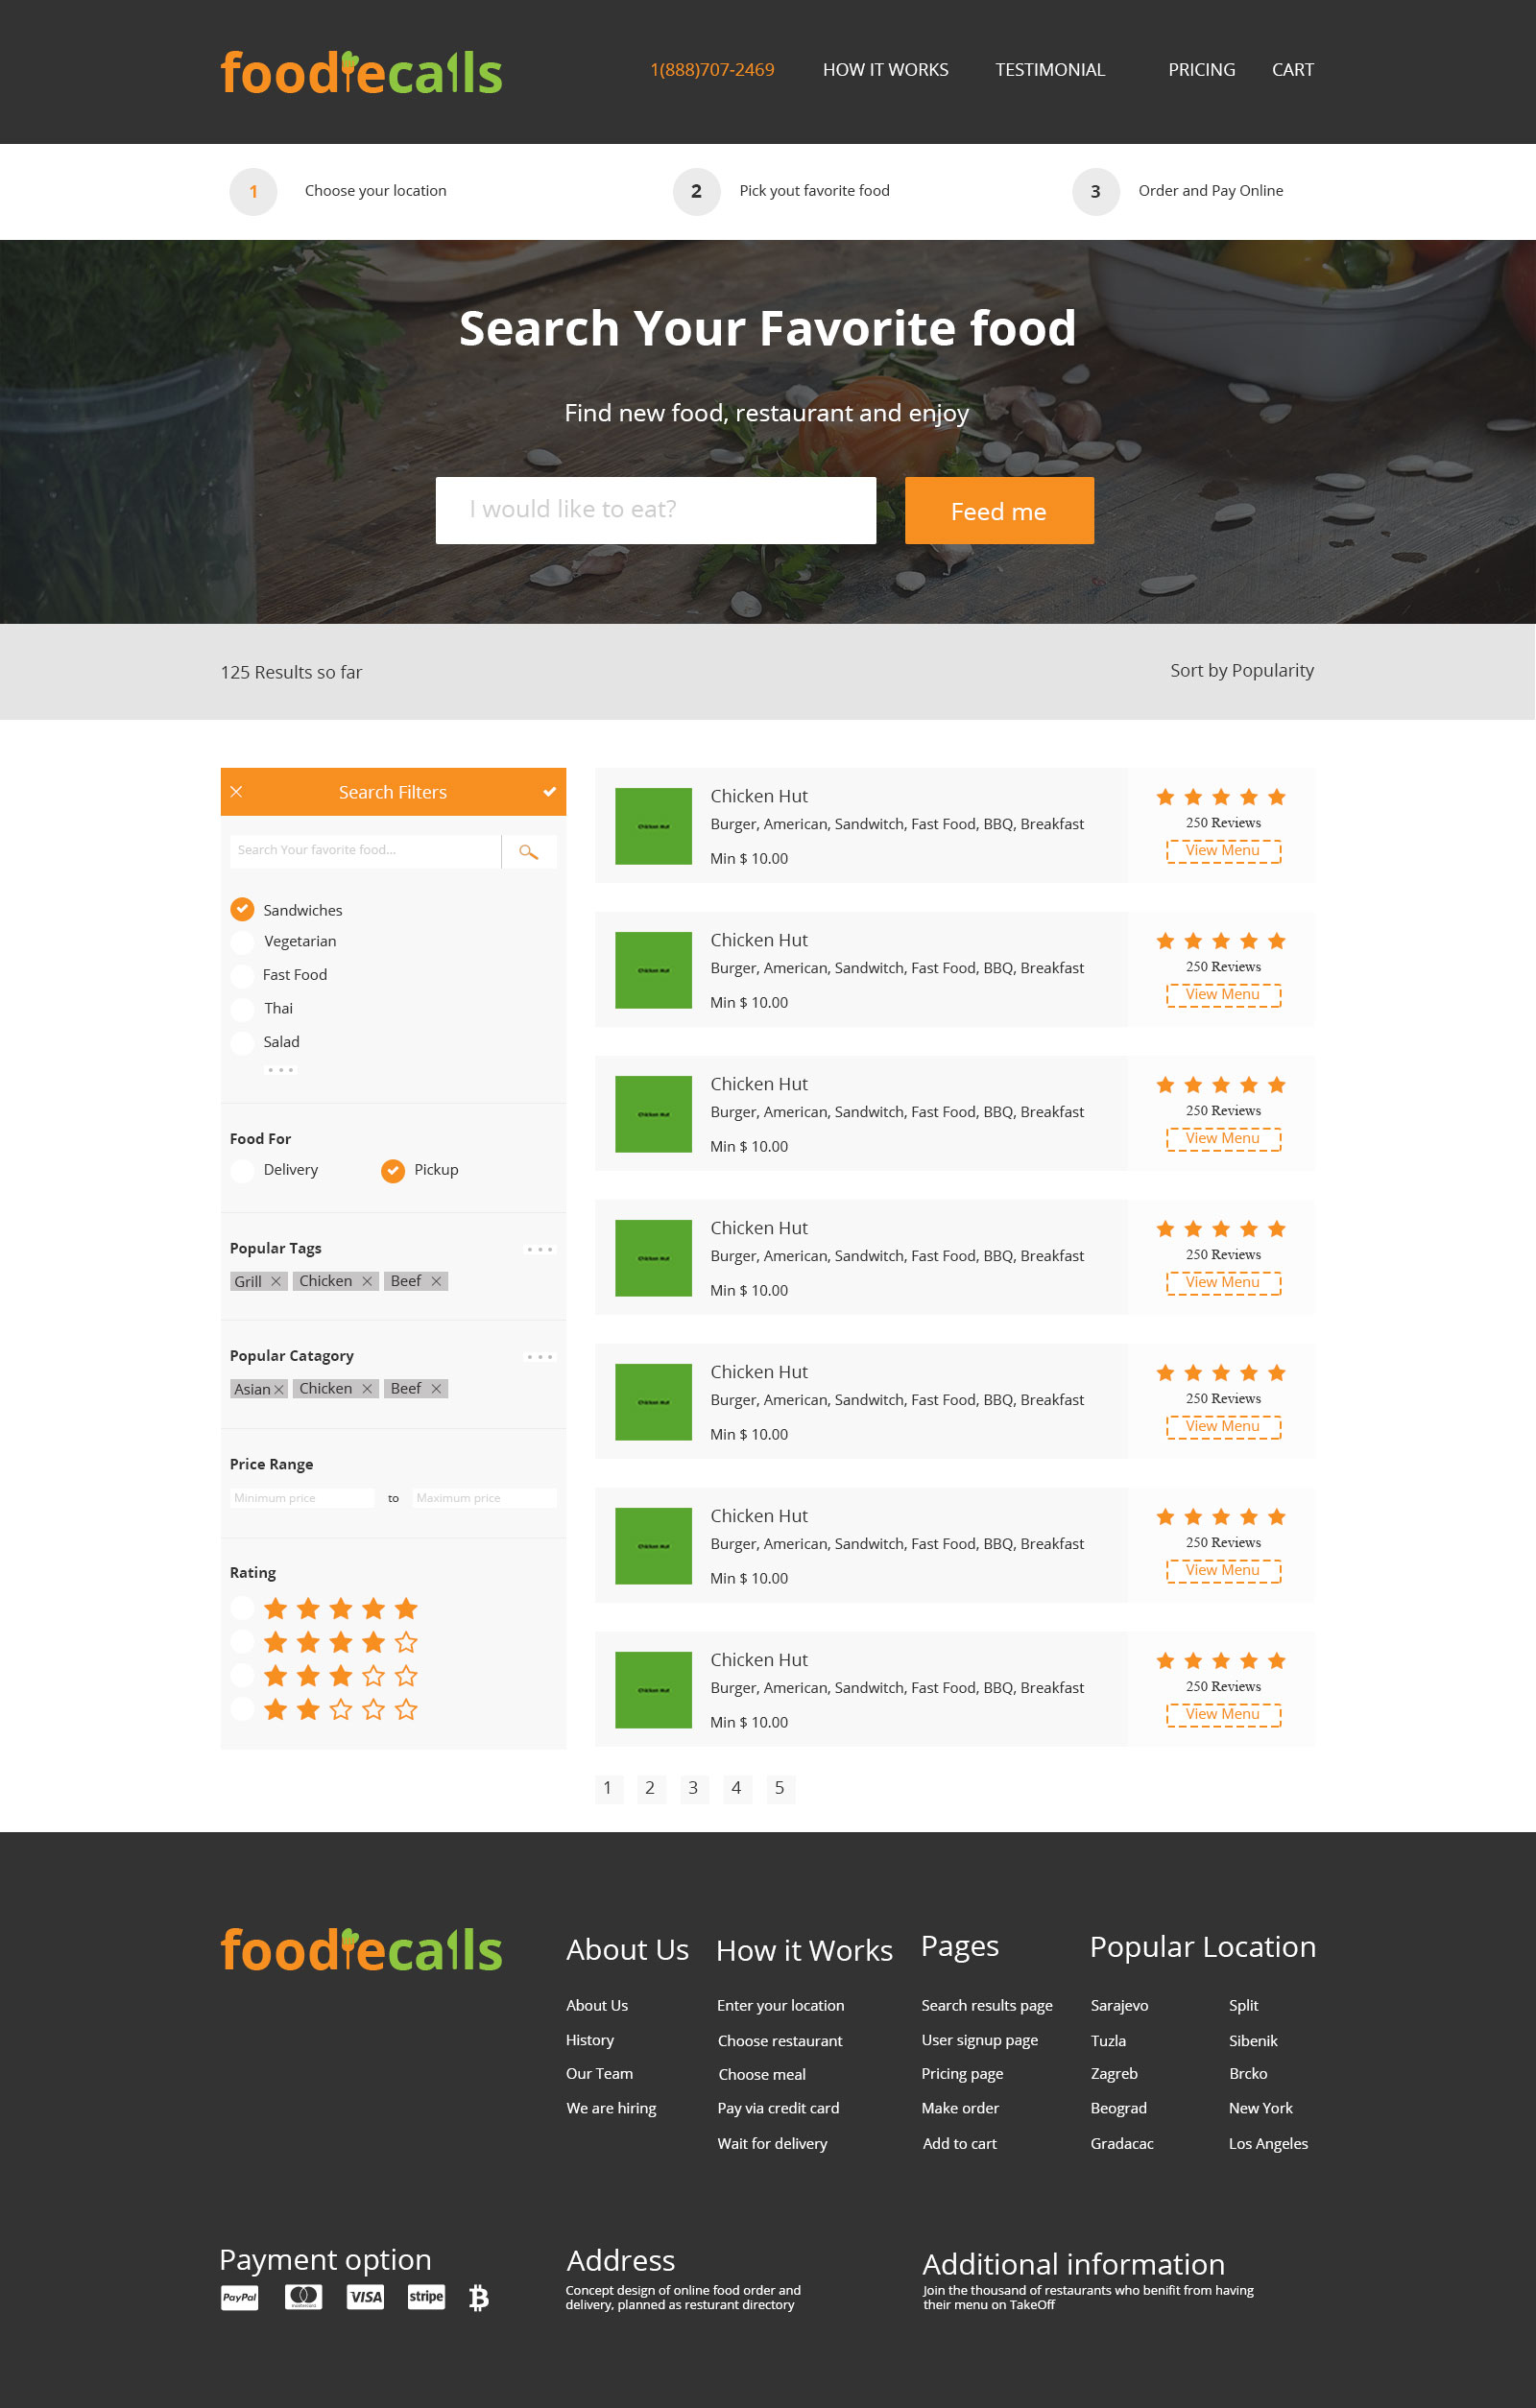 foodiecalls
1(888)707-2469 HOW IT WORKS TESTIMONIAL PRICING CART
1 Choose your location 2 Pick yout favorite food 3 Order and Pay Online
Search Your Favorite food
Find new food, restaurant and enjoy
I would like to eat? Feed me
125 Results so far Sort by Popularity
Search Filters
Search Your favorite food...
Sandwiches
Vegetarian
Fast Food
Thai
Salad
Food For
Delivery Pickup
Popular Tags
Grill Chicken Beef
Popular Catagory
Asian Chicken Beef
Price Range
Minimum price to Maximum price
Rating
Chicken Hut
Chicken Hut
Burger, American, Sandwitch, Fast Food, BBQ, Breakfast
Min $ 10.00
250 Reviews
View Menu
Chicken Hut
Chicken Hut
Burger, American, Sandwitch, Fast Food, BBQ, Breakfast
Min $ 10.00
250 Reviews
View Menu
Chicken Hut
Chicken Hut
Burger, American, Sandwitch, Fast Food, BBQ, Breakfast
Min $ 10.00
250 Reviews
View Menu
Chicken Hut
Chicken Hut
Burger, American, Sandwitch, Fast Food, BBQ, Breakfast
Min $ 10.00
250 Reviews
View Menu
Chicken Hut
Chicken Hut
Burger, American, Sandwitch, Fast Food, BBQ, Breakfast
Min $ 10.00
250 Reviews
View Menu
Chicken Hut
Chicken Hut
Burger, American, Sandwitch, Fast Food, BBQ, Breakfast
Min $ 10.00
250 Reviews
View Menu
Chicken Hut
Chicken Hut
Burger, American, Sandwitch, Fast Food, BBQ, Breakfast
Min $ 10.00
250 Reviews
View Menu
1 2 3 4 5
foodiecalls
About Us
About Us
History
Our Team
We are hiring
How it Works
Enter your location
Choose restaurant
Choose meal
Pay via credit card
Wait for delivery
Pages
Search results page
User signup page
Pricing page
Make order
Add to cart
Popular Location
Sarajevo Split
Tuzla Sibenik
Zagreb Brcko
Beograd New York
Gradacac Los Angeles
Payment option
PayPal MasterCard VISA stripe
Address
Concept design of online food order and
delivery, planned as resturant directory
Additional information
Join the thousand of restaurants who benifit from having
their menu on TakeOff